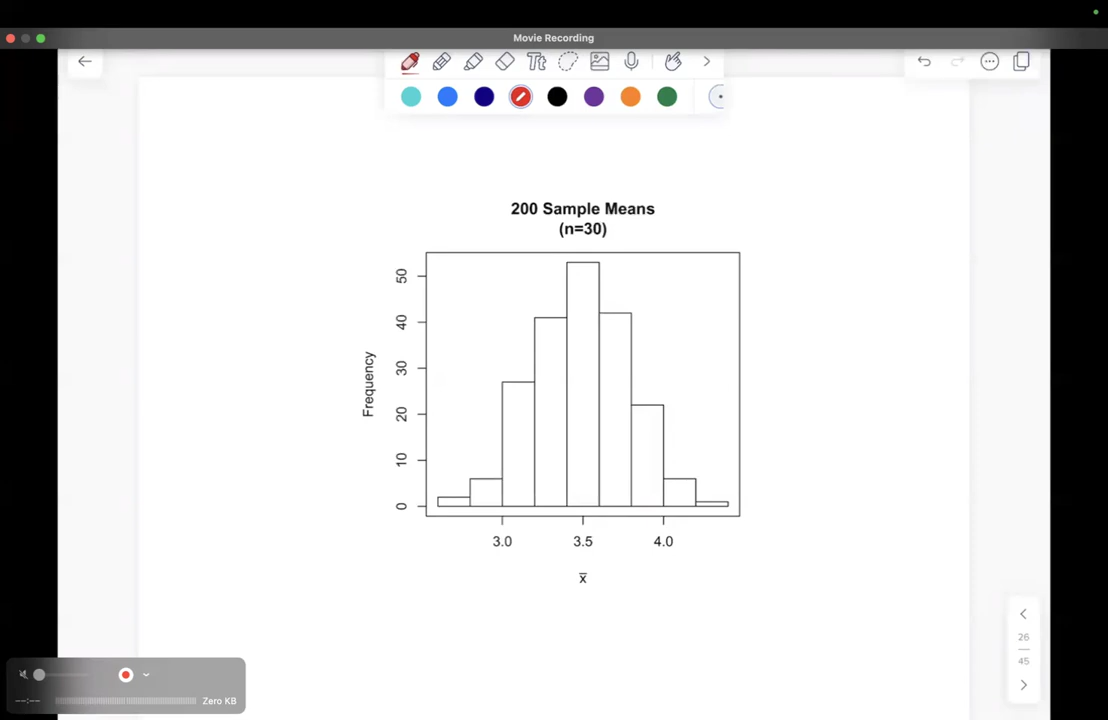 Movie Recording
Tt
200 Sample Means
(n=30)
50
40
30
20
10
0
Frequency
3.0 3.5 4.0
x̄
26
45
--:-- Zero KB